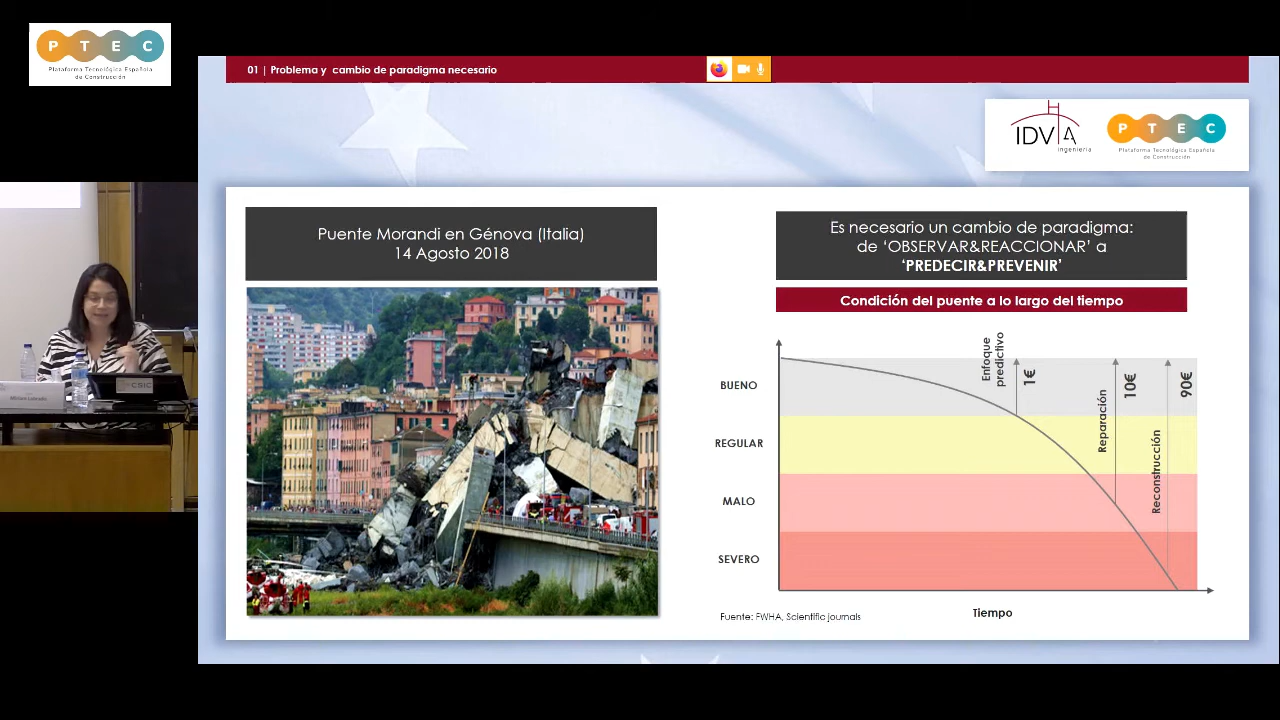 P T E C
Plataforma Tecnológica Española
de Construcción
01 | Problema y cambio de paradigma necesario
IDVIA
ingeniería
P T E C
Plataforma Tecnológica Española
de Construcción
Puente Morandi en Génova (Italia)
14 Agosto 2018
Es necesario un cambio de paradigma:
de ‘OBSERVAR&REACCIONAR’ a
‘PREDECIR&PREVENIR’
Condición del puente a lo largo del tiempo
BUENO
REGULAR
MALO
SEVERO
Enfoque
predictivo
1€
Reparación
10€
Reconstrucción
90€
Tiempo
Fuente: FWHA, Scientific journals
CSIC